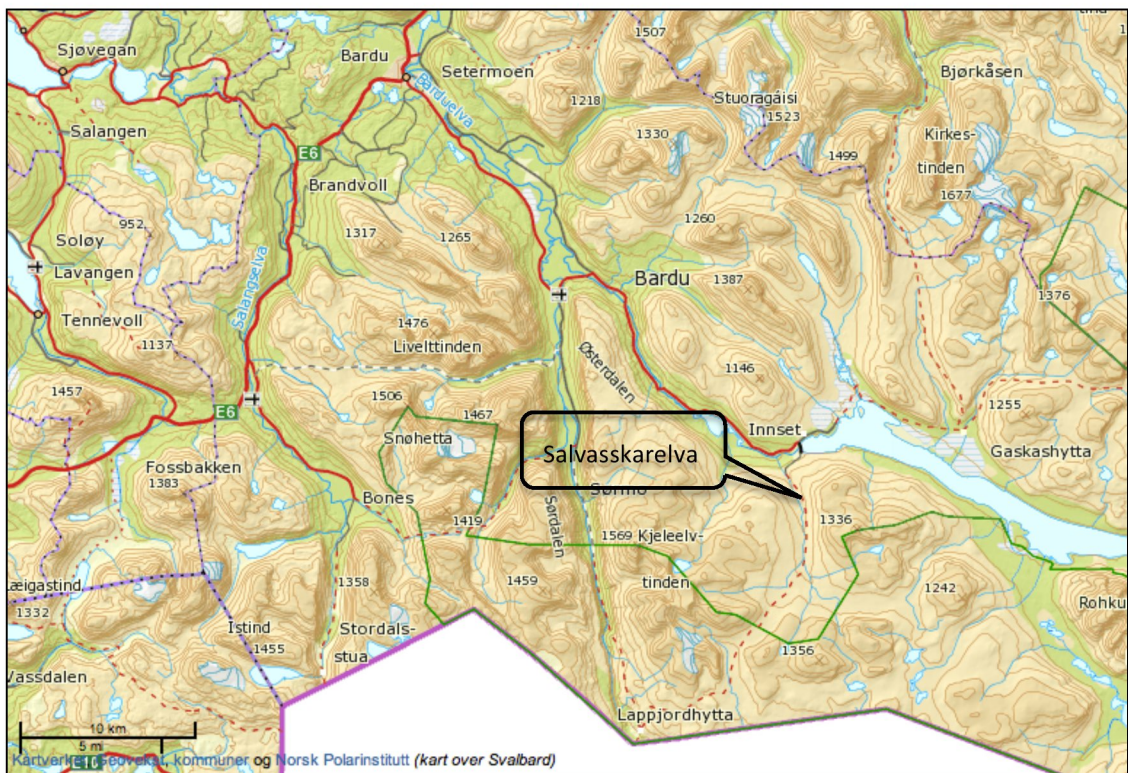 Sjøvegan
Bardu
Setermoen
1507
Bjørkåsen
Barduelva
1218
Stuoragáisi
1523
Salangen
1330
Kirkes-
tinden
1499
E6
Brandvoll
1677
952
1317
1265
1260
Soløy
Lavangen
Salangselva
Bardu
1387
1376
Tennevoll
1476
Livelttinden
1137
Østerdalen
1146
1457
1506
1467
1255
E6
Snøhetta
Innset
Salvasskarelva
Gaskashytta
Fossbakken
1383
Sørmo
Bones
Sørdalen
1419
1336
1569 Kjeleelv-
tinden
1358
1459
1242
1332
Rohku
Istind
1455
Stordals-
stua
1356
Vassdalen
Lappjordhytta
10 km
5 mi
E10
kommuner og Norsk Polarinstitutt (kart over Svalbard)